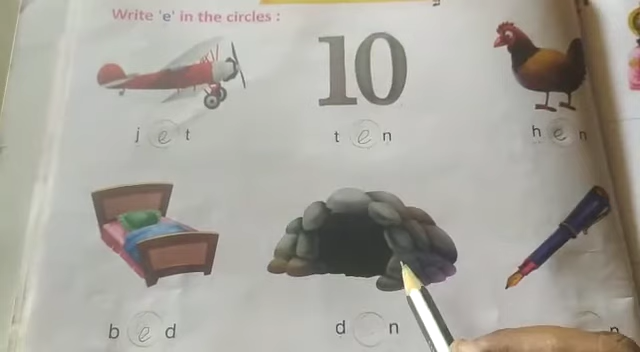 Write 'e' in the circles :
10
j e t
t e n
h e n
b e d
d n
n